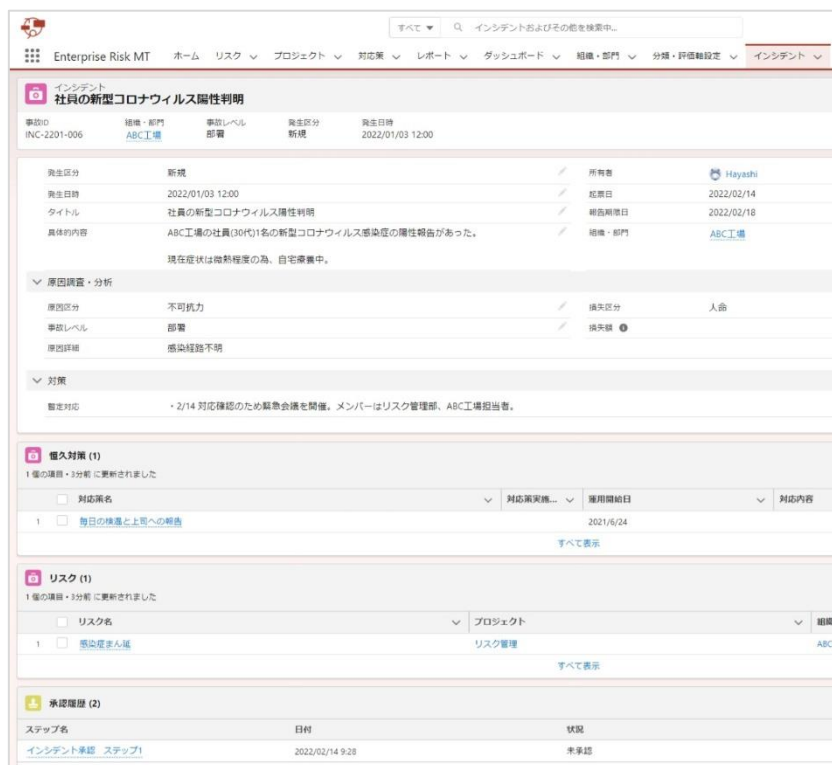 すべて ▼ インシデントおよびその他を検索中...
Enterprise Risk MT ホーム リスク プロジェクト 対応策 レポート ダッシュボード 組織・部門 分類・評価軸設定 インシデント
インシデント
社員の新型コロナウィルス陽性判明
事故ID 組織・部門 事故レベル 発生区分 発生日時
INC-2201-006 ABC工場 部署 新規 2022/01/03 12:00
発生区分 新規 所有者 Hayashi
発生日時 2022/01/03 12:00 起票日 2022/02/14
タイトル 社員の新型コロナウィルス陽性判明 報告期限日 2022/02/18
具体的内容 ABC工場の社員(30代)1名の新型コロナウィルス感染症の陽性報告があった。 組織・部門 ABC工場
現在症状は微熱程度の為、自宅療養中。
原因調査・分析
原因区分 不可抗力 損失区分 人命
事故レベル 部署 損失額
原因詳細 感染経路不明
対策
暫定対応 ・2/14 対応確認のため緊急会議を開催。メンバーはリスク管理部、ABC工場担当者。
恒久対策 (1)
1 個の項目・3分前 に更新されました
対応策名 対応策実施... 運用開始日 対応内容
1 毎日の検温と上司への報告 2021/6/24
すべて表示
リスク (1)
1 個の項目・3分前 に更新されました
リスク名 プロジェクト 組織
1 感染症まん延 リスク管理 ABC
すべて表示
承認履歴 (2)
ステップ名 日付 状況
インシデント承認 ステップ1 2022/02/14 9:28 未承認